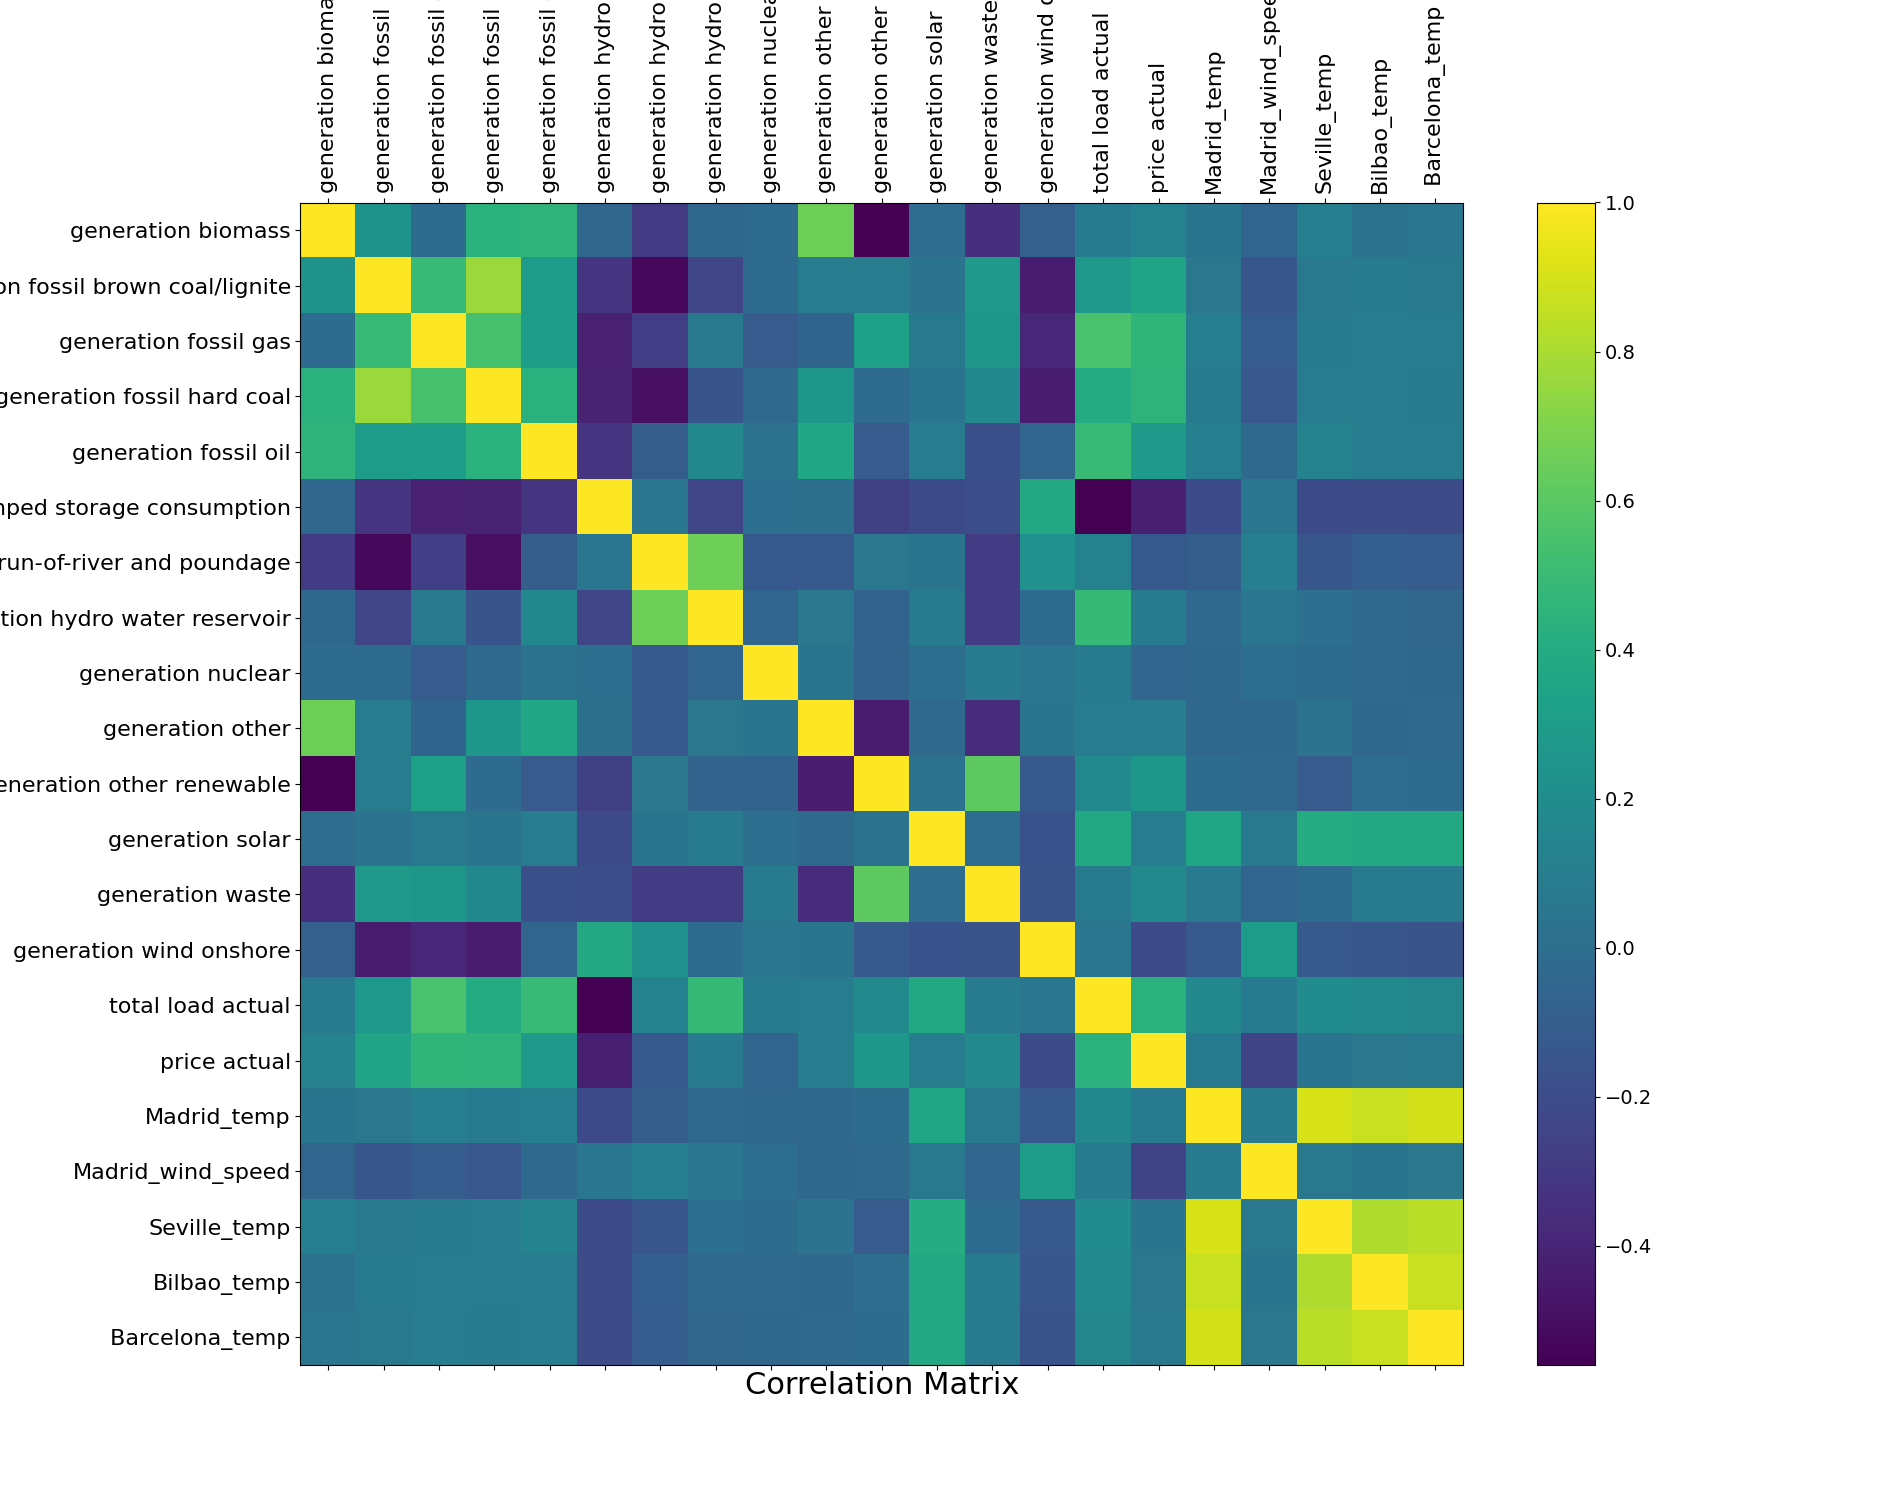 generation bioma
generation fossil
generation fossil
generation fossil
generation fossil
generation hydro
generation hydro
generation hydro
generation nuclea
generation other
generation other
generation solar
generation waste
generation wind o
total load actual
price actual
Madrid_temp
Madrid_wind_spee
Seville_temp
Bilbao_temp
Barcelona_temp
generation biomass
on fossil brown coal/lignite
generation fossil gas
generation fossil hard coal
generation fossil oil
mped storage consumption
run-of-river and poundage
tion hydro water reservoir
generation nuclear
generation other
eneration other renewable
generation solar
generation waste
generation wind onshore
total load actual
price actual
Madrid_temp
Madrid_wind_speed
Seville_temp
Bilbao_temp
Barcelona_temp
1.0
0.8
0.6
0.4
0.2
0.0
−0.2
−0.4
Correlation Matrix